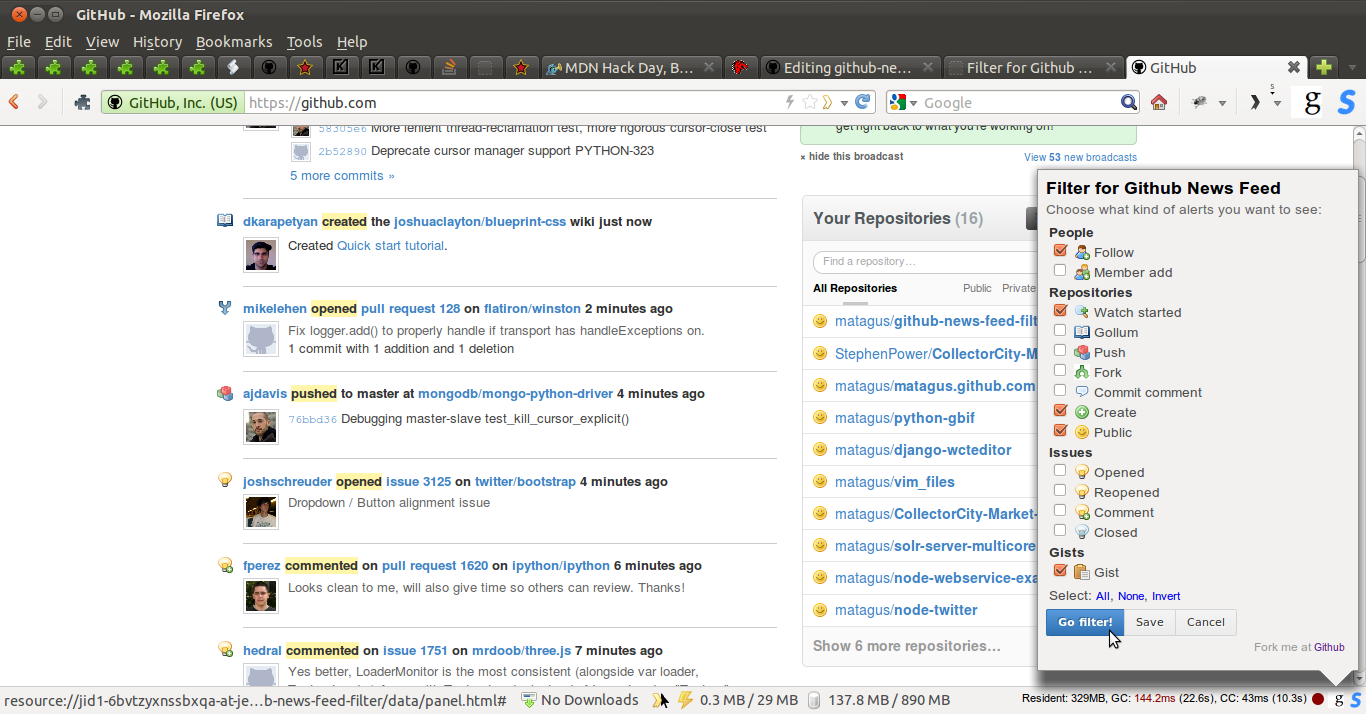 GitHub - Mozilla Firefox
File Edit View History Bookmarks Tools Help
MDN Hack Day, B... Editing github-ne... Filter for Github ... GitHub
GitHub, Inc. (US) https://github.com Google 5 g S
58305e6 More lenient thread-reclamation test, more rigorous cursor-close test
2b52890 Deprecate cursor manager support PYTHON-323
5 more commits »
dkarapetyan created the joshuaclayton/blueprint-css wiki just now
Created Quick start tutorial.
mikelehen opened pull request 128 on flatiron/winston 2 minutes ago
Fix logger.add() to properly handle if transport has handleExceptions on.
1 commit with 1 addition and 1 deletion
ajdavis pushed to master at mongodb/mongo-python-driver 4 minutes ago
76bbd36 Debugging master-slave test_kill_cursor_explicit()
joshschreuder opened issue 3125 on twitter/bootstrap 4 minutes ago
Dropdown / Button alignment issue
fperez commented on pull request 1620 on ipython/ipython 6 minutes ago
Looks clean to me, will also give time so others can review. Thanks!
hedral commented on issue 1751 on mrdoob/three.js 7 minutes ago
Yes better, LoaderMonitor is the most consistent (alongside var loader,
get right back to what you're working on!
× hide this broadcast View 53 new broadcasts
Your Repositories (16)
Find a repository…
All Repositories Public Private
matagus/github-news-feed-filt
StephenPower/CollectorCity-M
matagus/matagus.github.com
matagus/python-gbif
matagus/django-wcteditor
matagus/vim_files
matagus/CollectorCity-Market-
matagus/solr-server-multicore
matagus/node-webservice-exa
matagus/node-twitter
Show 6 more repositories…
Filter for Github News Feed
Choose what kind of alerts you want to see:
People
Follow
Member add
Repositories
Watch started
Gollum
Push
Fork
Commit comment
Create
Public
Issues
Opened
Reopened
Comment
Closed
Gists
Gist
Select: All, None, Invert
Go filter! Save Cancel
Fork me at Github
resource://jid1-6bvtzyxnssbxqa-at-je...b-news-feed-filter/data/panel.html# No Downloads 0.3 MB / 29 MB 137.8 MB / 890 MB Resident: 329MB, GC: 144.2ms (22.6s), CC: 43ms (10.3s) g S